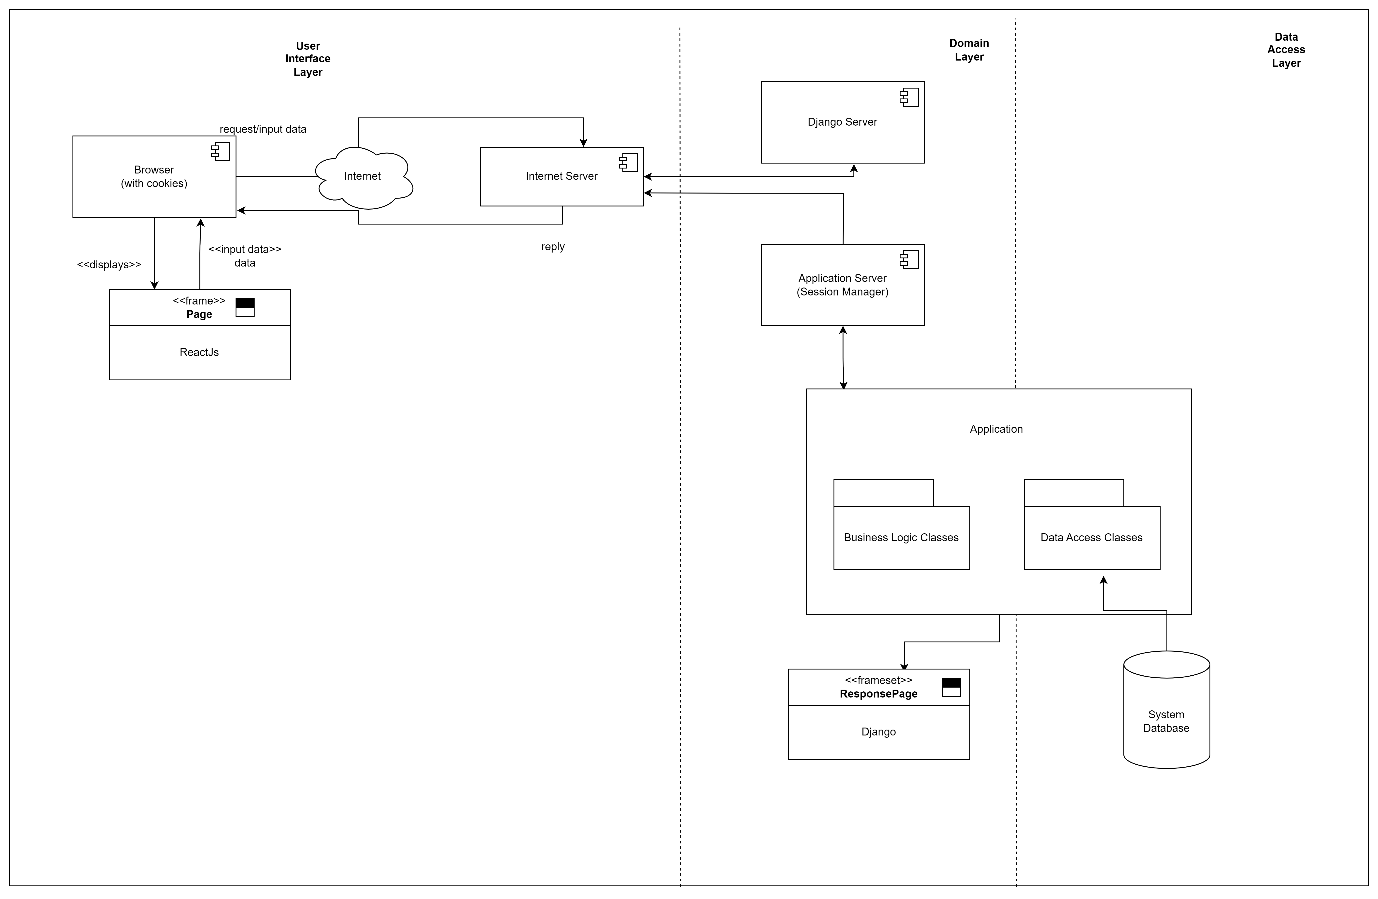 User
Interface
Layer
Domain
Layer
Data
Access
Layer
request/input data
Browser
(with cookies)
Internet
Internet Server
Django Server
reply
<<displays>>
<<input data>>
data
Application Server
(Session Manager)
<<frame>>
Page
ReactJs
Application
Business Logic Classes
Data Access Classes
<<frameset>>
ResponsePage
Django
System
Database